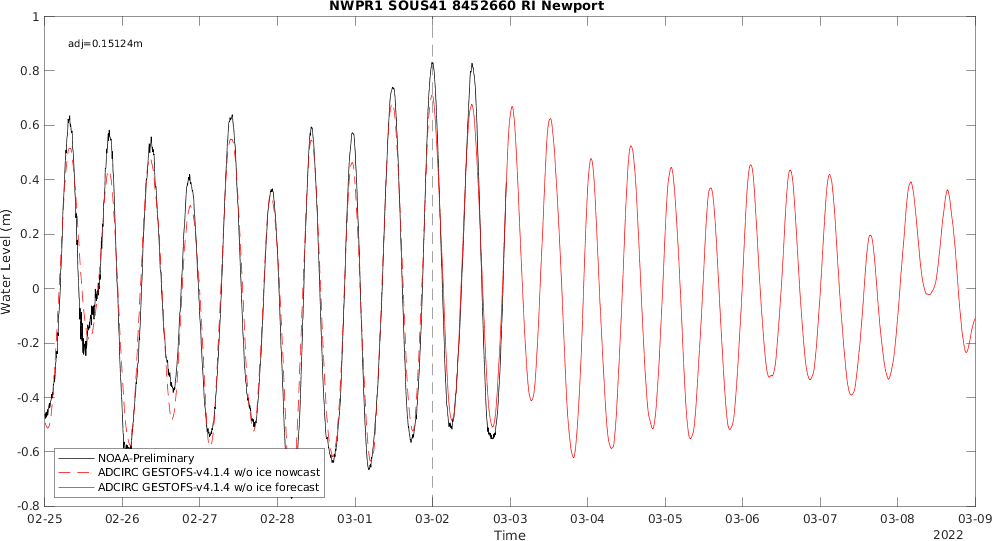 NWPR1 SOUS41 8452660 RI Newport
1
0.8
0.6
0.4
0.2
0
-0.2
-0.4
-0.6
-0.8
Water Level (m)
adj=0.15124m
NOAA-Preliminary
ADCIRC GESTOFS-v4.1.4 w/o ice nowcast
ADCIRC GESTOFS-v4.1.4 w/o ice forecast
02-25 02-26 02-27 02-28 03-01 03-02 03-03 03-04 03-05 03-06 03-07 03-08 03-09
Time
2022